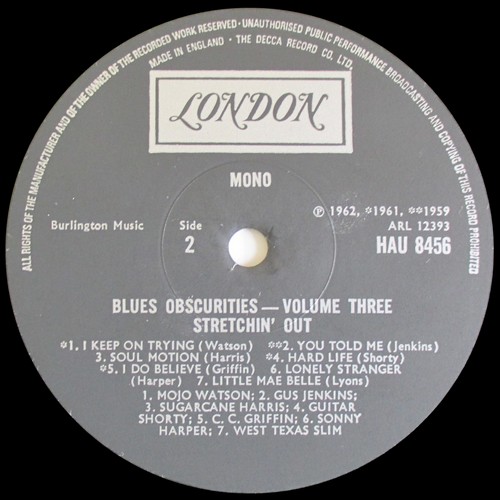 ALL RIGHTS OF THE MANUFACTURER AND OF THE OWNER OF THE RECORDED WORK RESERVED · UNAUTHORISED PUBLIC PERFORMANCE BROADCASTING AND COPYING OF THIS RECORD PROHIBITED
MADE IN ENGLAND · THE DECCA RECORD CO. LTD.
LONDON
MONO
℗ 1962, *1961, **1959
Burlington Music Side ARL 12393
2 HAU 8456
BLUES OBSCURITIES — VOLUME THREE
STRETCHIN' OUT
*1. I KEEP ON TRYING (Watson) **2. YOU TOLD ME (Jenkins)
3. SOUL MOTION (Harris) *4. HARD LIFE (Shorty)
*5. I DO BELIEVE (Griffin) 6. LONELY STRANGER
(Harper) 7. LITTLE MAE BELLE (Lyons)
1. MOJO WATSON; 2. GUS JENKINS;
3. SUGARCANE HARRIS; 4. GUITAR
SHORTY; 5. C. C. GRIFFIN; 6. SONNY
HARPER; 7. WEST TEXAS SLIM